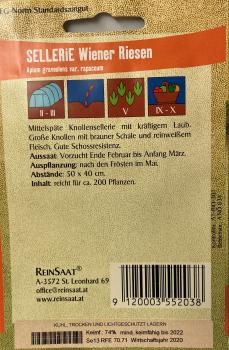 EG-Norm Standardsaatgut
SELLERIE Wiener Riesen
Apium graveolens var. rapaceum
II - III
V
IX - X
Mittelspäte Knollensellerie mit kräftigem Laub.
Große Knollen mit brauner Schale und reinweißem
Fleisch. Gute Schossresistenz.
Aussaat: Vorzucht Ende Februar bis Anfang März.
Auspflanzung: nach den Frösten im Mai.
Abstände: 50 x 40 cm.
Inhalt: reicht für ca. 200 Pflanzen.
REINSAAT®
A-3572 St. Leonhard 69
office@reinsaat.at
www.reinsaat.at
9 120003 552038
KÜHL, TROCKEN UND LICHTGESCHÜTZT LAGERN
Keimf.: 74% mind. keimfähig bis 2022
Se13 RFE 70.71 Wirtschaftsjahr 2020